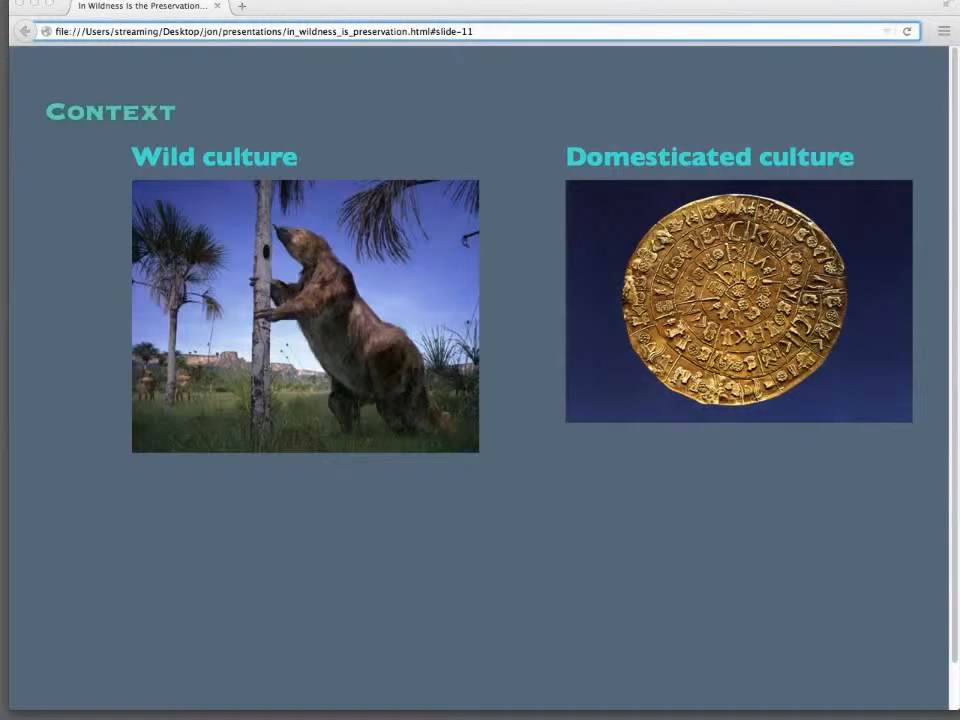 In Wildness Is the Preservation...
file:///Users/streaming/Desktop/jon/presentations/in_wildness_is_preservation.html#slide-11
Context
Wild culture
Domesticated culture